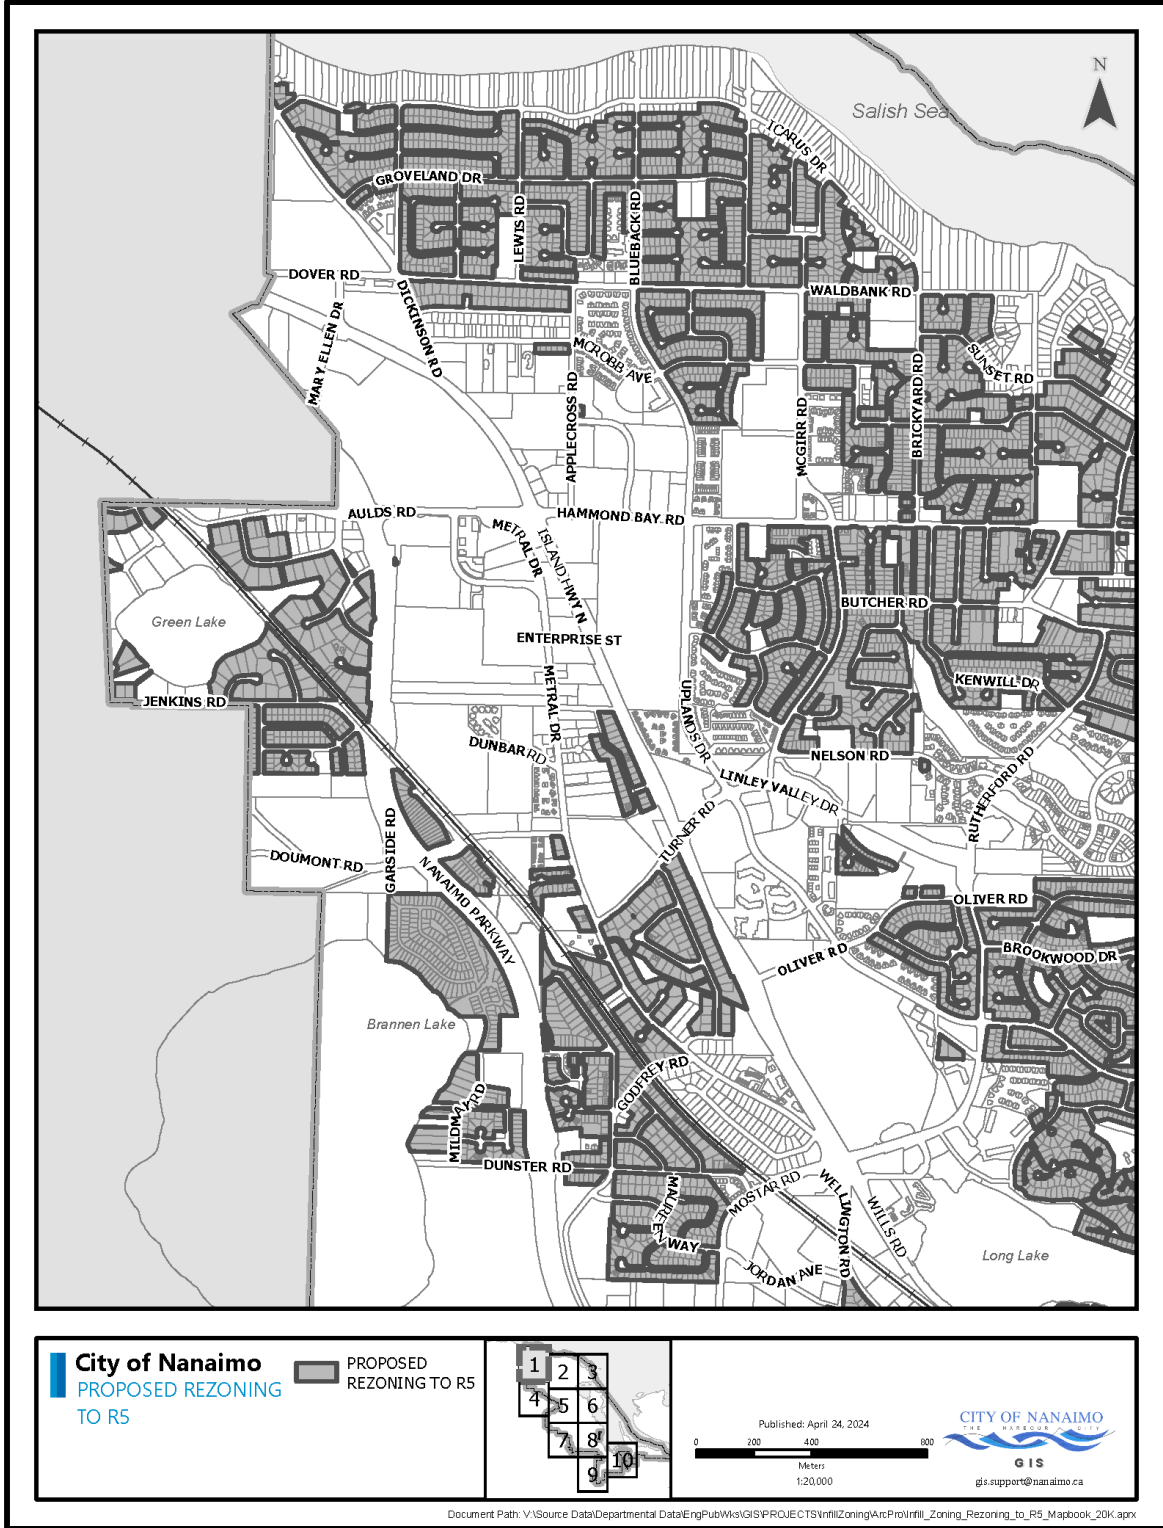 N
Salish Sea
ICARUS DR
GROVELAND DR
LEWIS RD
BLUEBACK RD
DOVER RD
WALDBANK RD
MARY ELLEN DR
DICKINSON RD
MCROBB AVE
SUNSET RD
BRICKYARD RD
APPLECROSS RD
MCGIRR RD
AULDS RD
HAMMOND BAY RD
METRAL DR
ISLAND HWY N
BUTCHER RD
Green Lake
ENTERPRISE ST
KENWILL DR
JENKINS RD
METRAL DR
UPLANDS DR
DUNBAR RD
NELSON RD
LINLEY VALLEY DR
RUTHERFORD RD
TURNER RD
GARSIDE RD
DOUMONT RD
NANAIMO PARKWAY
OLIVER RD
BROOKWOOD DR
OLIVER RD
Brannen Lake
GODFREY RD
MILDMAY RD
DUNSTER RD
MOSTAR RD
MAUREEN WAY
WELLINGTON RD
WILLS RD
JORDAN AVE
Long Lake
City of Nanaimo
PROPOSED REZONING
TO R5
PROPOSED
REZONING TO R5
1
2
3
4
5
6
7
8
9
10
Published: April 24, 2024
0 200 400 800
Meters
1:20,000
CITY OF NANAIMO
THE HARBOUR CITY
GIS
gis.support@nanaimo.ca
Document Path: V:\Source Data\Departmental Data\EngPubWks\GIS\PROJECTS\InfillZoning\ArcPro\Infill_Zoning_Rezoning_to_R5_Mapbook_20K.aprx